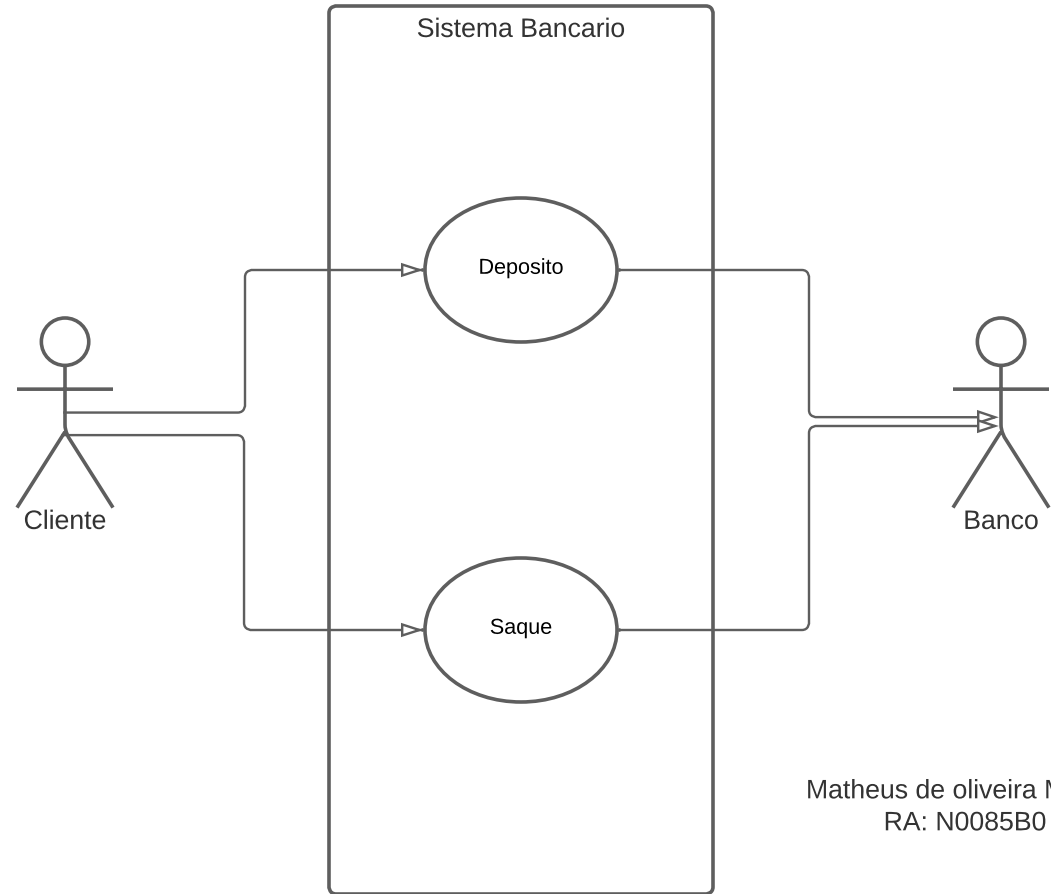 Sistema Bancario
Deposito
Cliente
Banco
Saque
Matheus de oliveira M
RA: N0085B0